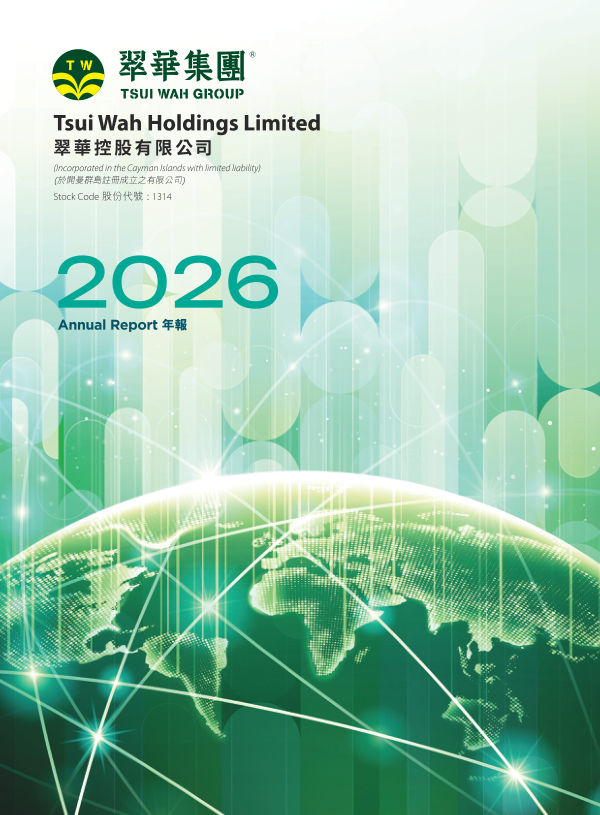 T W
翠華集團®
TSUI WAH GROUP
Tsui Wah Holdings Limited
翠華控股有限公司
(Incorporated in the Cayman Islands with limited liability)
(於開曼群島註冊成立之有限公司)
Stock Code 股份代號 : 1314
2026
Annual Report 年報